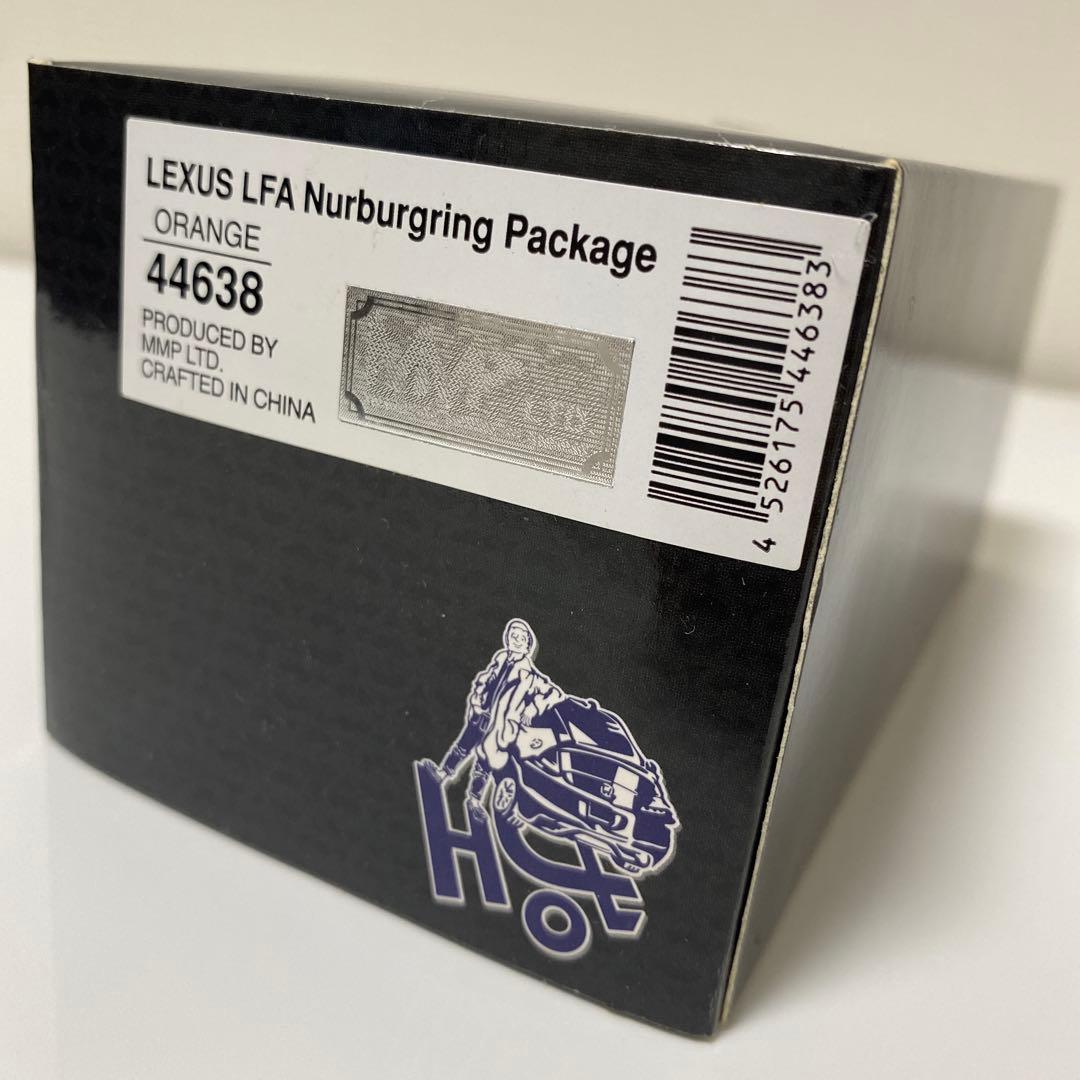 LEXUS LFA Nurburgring Package
ORANGE
44638
PRODUCED BY
MMP LTD.
CRAFTED IN CHINA
4 526175 446383